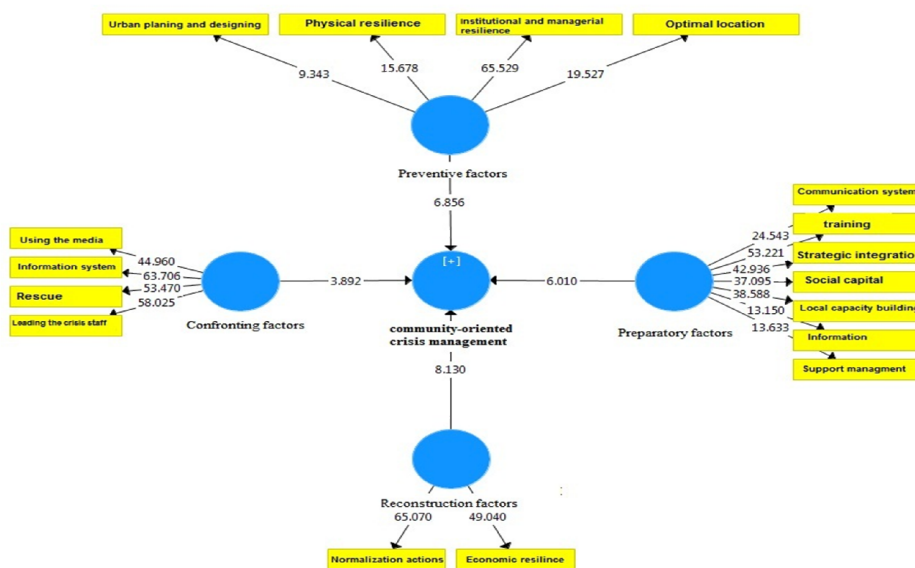 Urban planing and designing
Physical resilience
Institutional and managerial
resilience
Optimal location
9.343
15.678
65.529
19.527
Preventive factors
6.856
Using the media
Information system
Rescue
Leading the crisis staff
44.960
63.706
53.470
58.025
Confronting factors
3.892
[+]
community-oriented
crisis management
6.010
Preparatory factors
24.543
53.221
42.936
37.095
38.588
13.150
13.633
Communication system
training
Strategic integration
Social capital
Local capacity building
Information
Support managment
8.130
Reconstruction factors
65.070
49.040
Normalization actions
Economic resilince
: